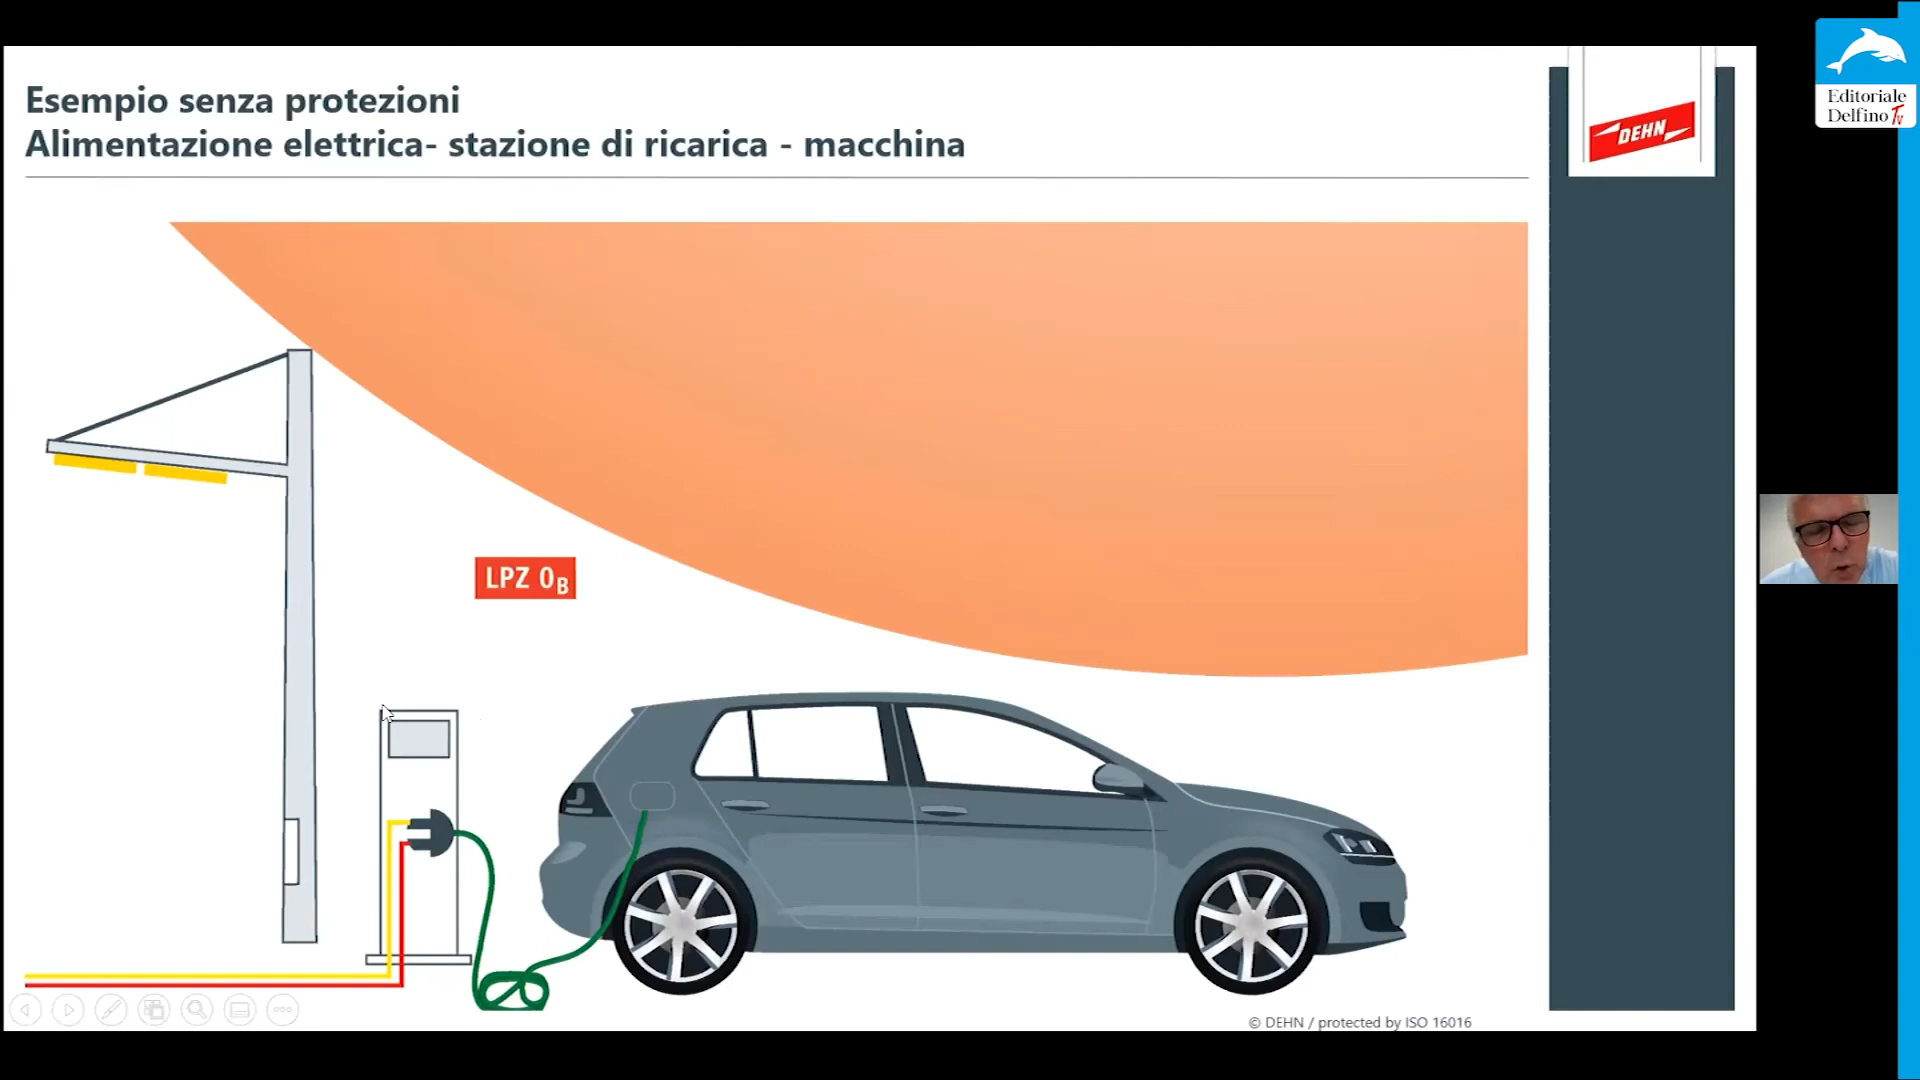 Esempio senza protezioni
Alimentazione elettrica- stazione di ricarica - macchina
DEHN
Editoriale
Delfino Tv
LPZ 0B
© DEHN / protected by ISO 16016